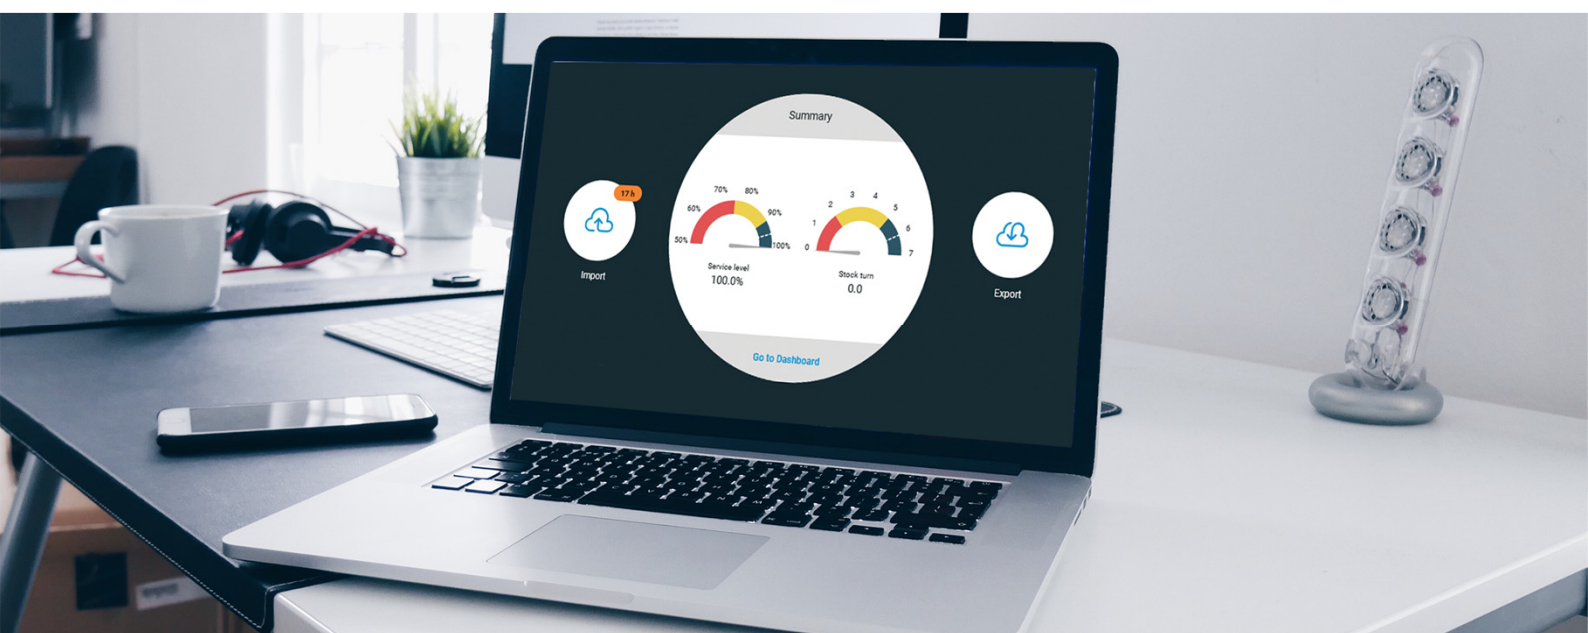 Summary
17 h
Import
50%
60%
70%
80%
90%
100%
Service level
100.0%
0
1
2
3
4
5
6
7
Stock turn
0.0
Go to Dashboard
Export